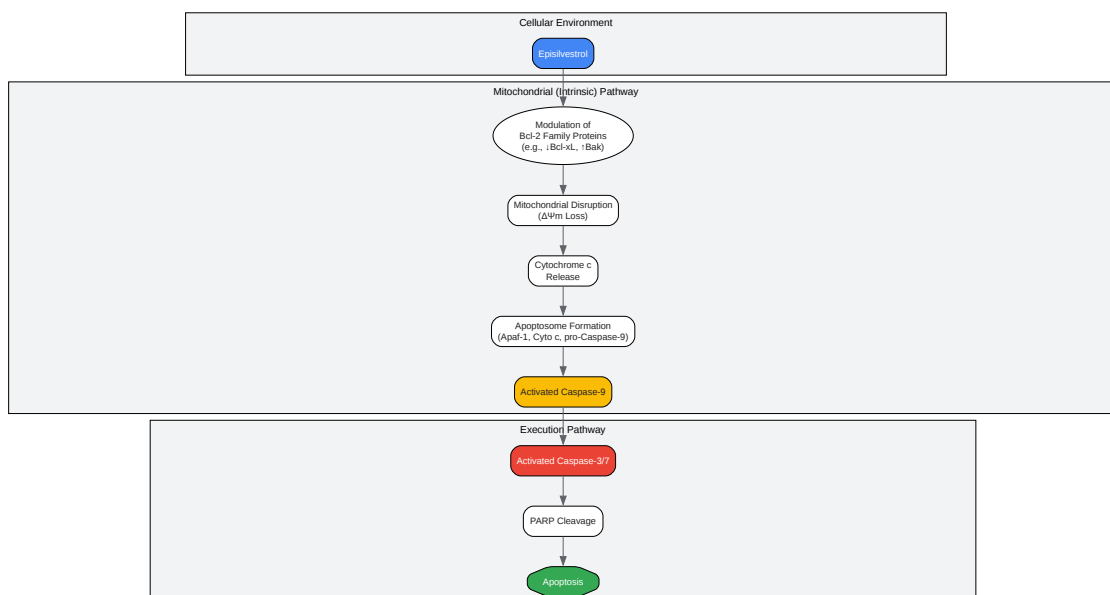 Cellular Environment
Episilvestrol
Mitochondrial (Intrinsic) Pathway
Modulation of
Bcl-2 Family Proteins
(e.g., ↓Bcl-xL, ↑Bak)
Mitochondrial Disruption
(ΔΨm Loss)
Cytochrome c
Release
Apoptosome Formation
(Apaf-1, Cyto c, pro-Caspase-9)
Activated Caspase-9
Execution Pathway
Activated Caspase-3/7
PARP Cleavage
Apoptosis